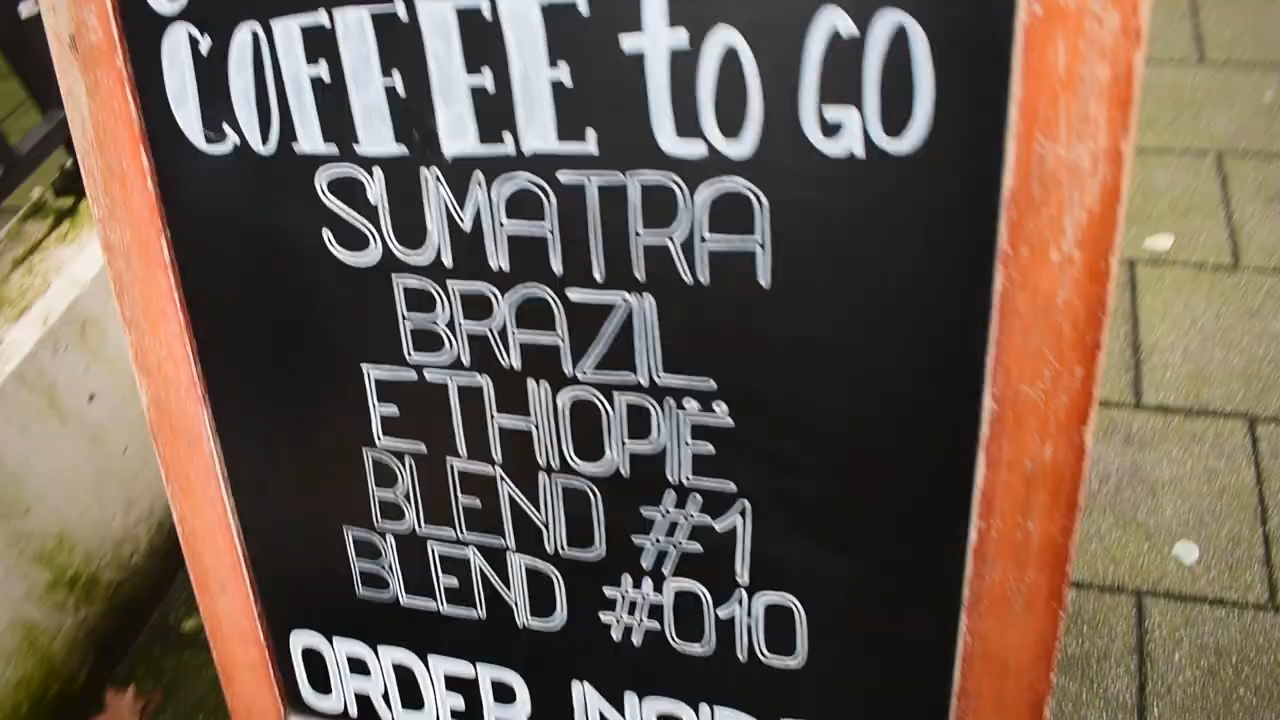 COFFEE to GO
SUMATRA
BRAZIL
ETHIOPIË
BLEND #1
BLEND #010
ORDER